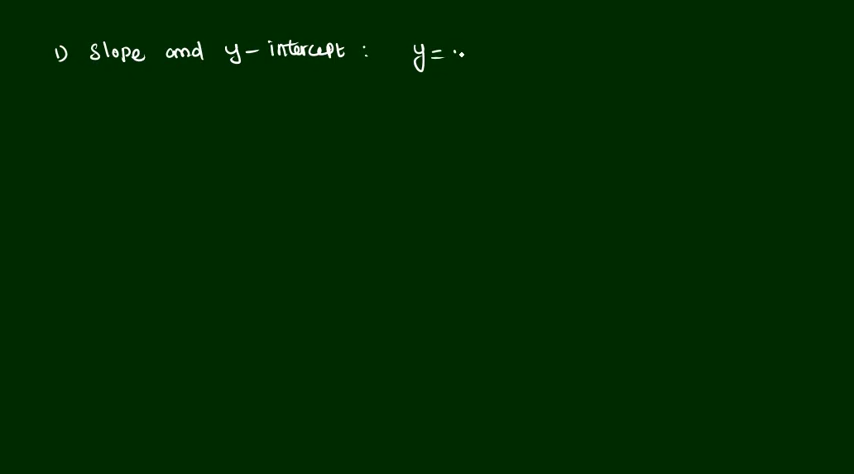 1) Slope and y-intercept : y=